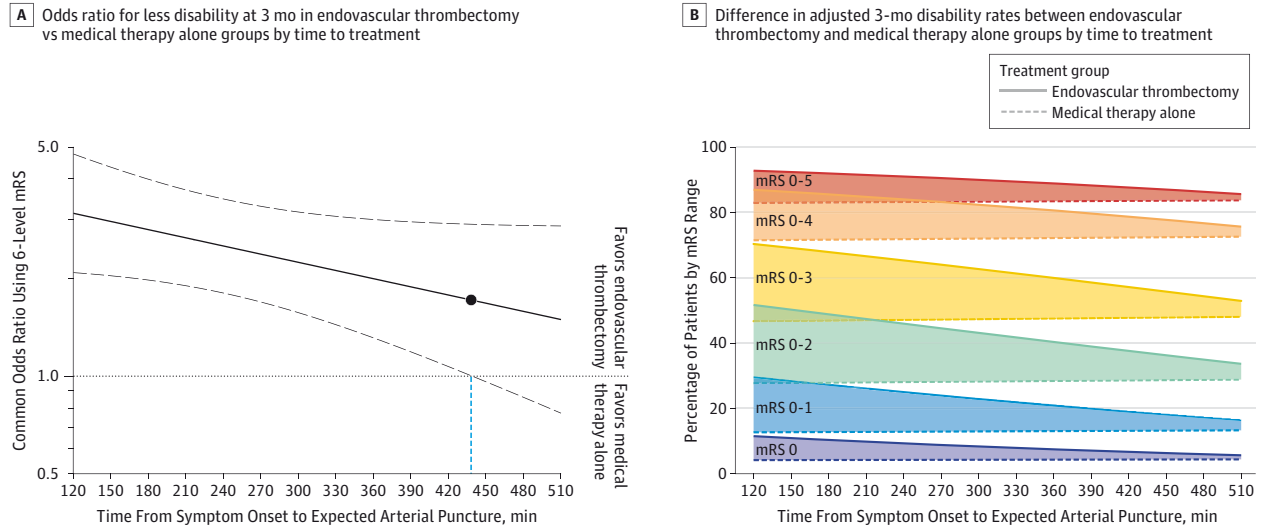 A Odds ratio for less disability at 3 mo in endovascular thrombectomy
vs medical therapy alone groups by time to treatment
5.0
1.0
0.5
Common Odds Ratio Using 6-Level mRS
120 150 180 210 240 270 300 330 360 390 420 450 480 510
Time From Symptom Onset to Expected Arterial Puncture, min
Favors endovascular
thrombectomy
Favors medical
therapy alone
B Difference in adjusted 3-mo disability rates between endovascular
thrombectomy and medical therapy alone groups by time to treatment
Treatment group
Endovascular thrombectomy
Medical therapy alone
100
80
60
40
20
0
Percentage of Patients by mRS Range
mRS 0-5
mRS 0-4
mRS 0-3
mRS 0-2
mRS 0-1
mRS 0
120 150 180 210 240 270 300 330 360 390 420 450 480 510
Time From Symptom Onset to Expected Arterial Puncture, min